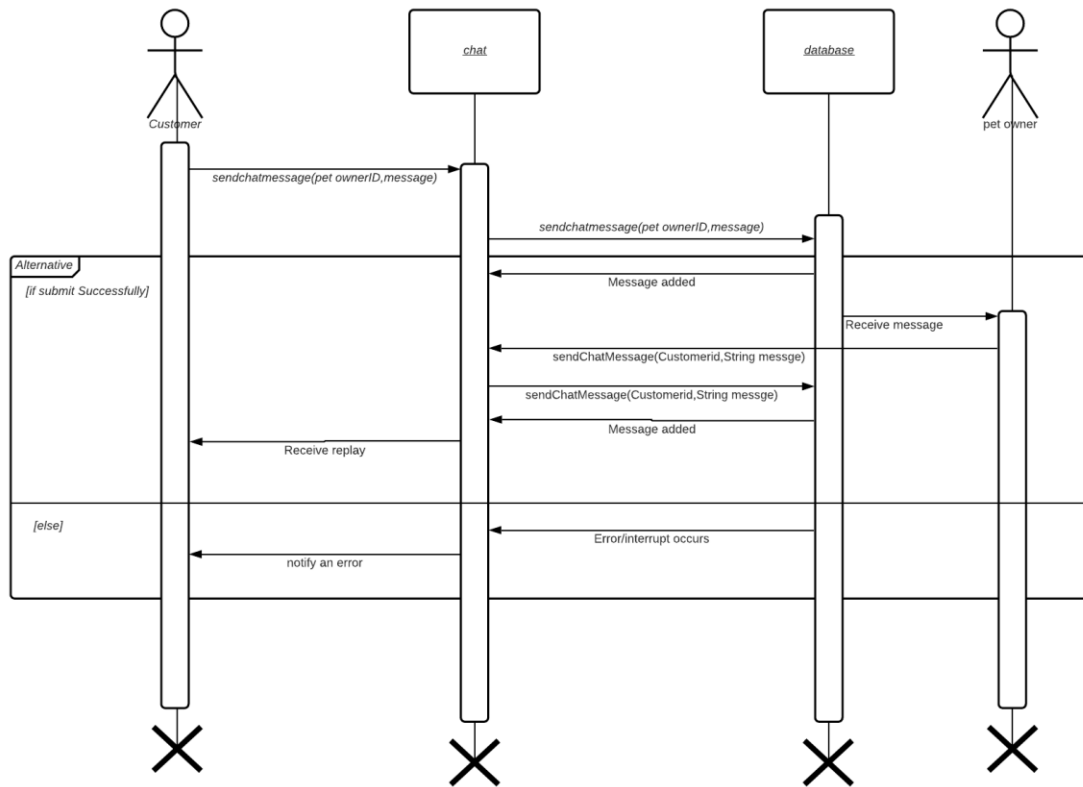 chat
database
Customer
pet owner
sendchatmessage(pet ownerID,message)
sendchatmessage(pet ownerID,message)
Alternative
[if submit Successfully]
Message added
Receive message
sendChatMessage(Customerid,String messge)
sendChatMessage(Customerid,String messge)
Message added
Receive replay
[else]
Error/interrupt occurs
notify an error